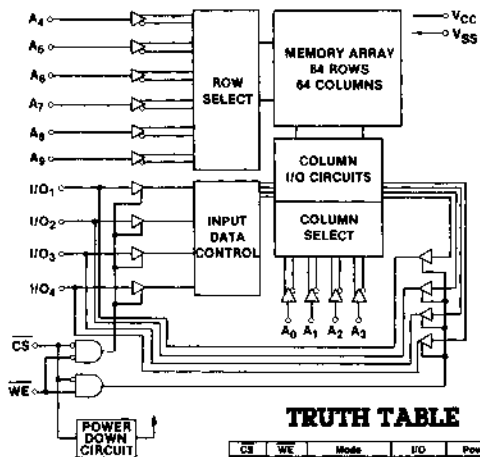 A4
A5
A6
A7
A8
A9
ROW
SELECT
MEMORY ARRAY
64 ROWS
64 COLUMNS
VCC
VSS
I/O1
I/O2
I/O3
I/O4
INPUT
DATA
CONTROL
COLUMN
I/O CIRCUITS
COLUMN
SELECT
A0 A1 A2 A3
CS
WE
POWER
DOWN
CIRCUIT
TRUTH TABLE
CS WE Mode I/O